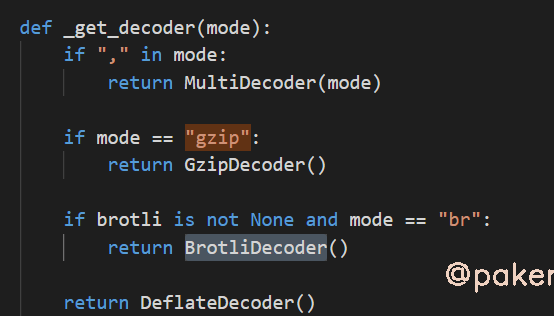 def _get_decoder(mode):
    if "," in mode:
        return MultiDecoder(mode)
    if mode == "gzip":
        return GzipDecoder()
    if brotli is not None and mode == "br":
        return BrotliDecoder()
@paker
    return DeflateDecoder()